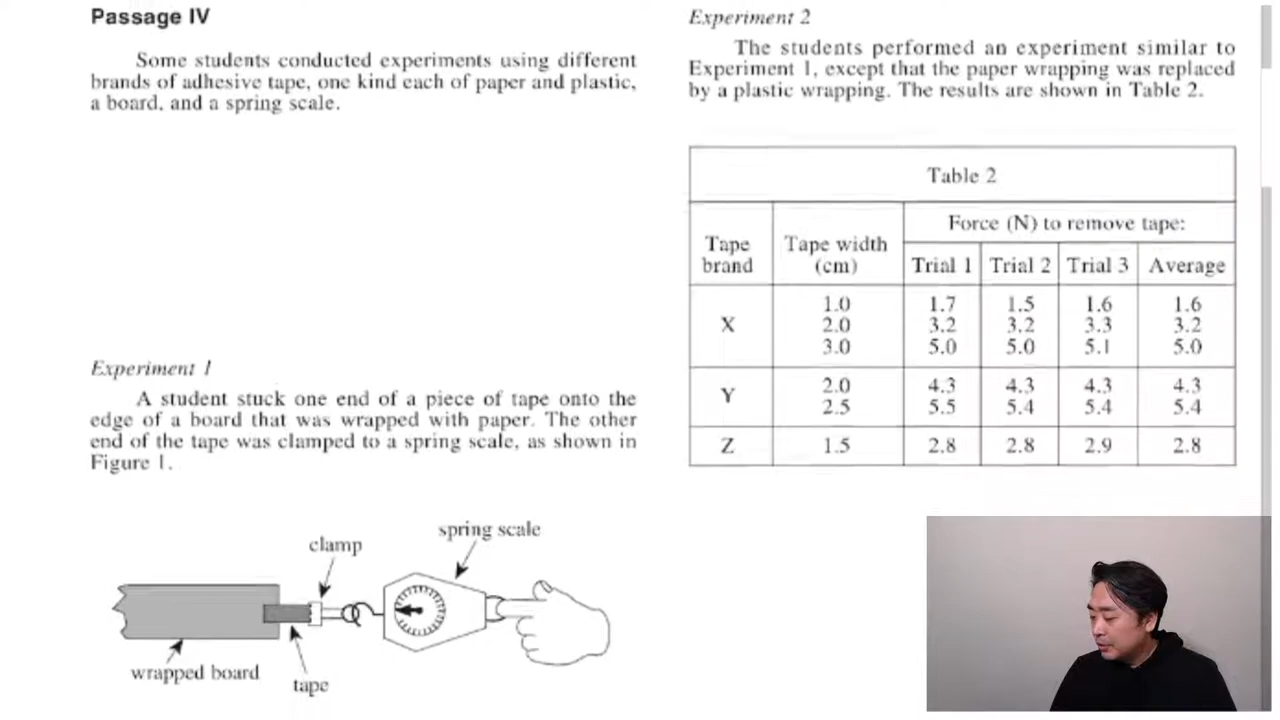 Passage IV
Some students conducted experiments using different
brands of adhesive tape, one kind each of paper and plastic,
a board, and a spring scale.
Experiment 1
A student stuck one end of a piece of tape onto the
edge of a board that was wrapped with paper. The other
end of the tape was clamped to a spring scale, as shown in
Figure 1.
spring scale
clamp
wrapped board
tape
Experiment 2
The students performed an experiment similar to
Experiment 1, except that the paper wrapping was replaced
by a plastic wrapping. The results are shown in Table 2.
Table 2
Force (N) to remove tape:
Tape brand Tape width (cm) Trial 1 Trial 2 Trial 3 Average
X 1.0 1.7 1.5 1.6 1.6
2.0 3.2 3.2 3.3 3.2
3.0 5.0 5.0 5.1 5.0
Y 2.0 4.3 4.3 4.3 4.3
2.5 5.5 5.4 5.4 5.4
Z 1.5 2.8 2.8 2.9 2.8